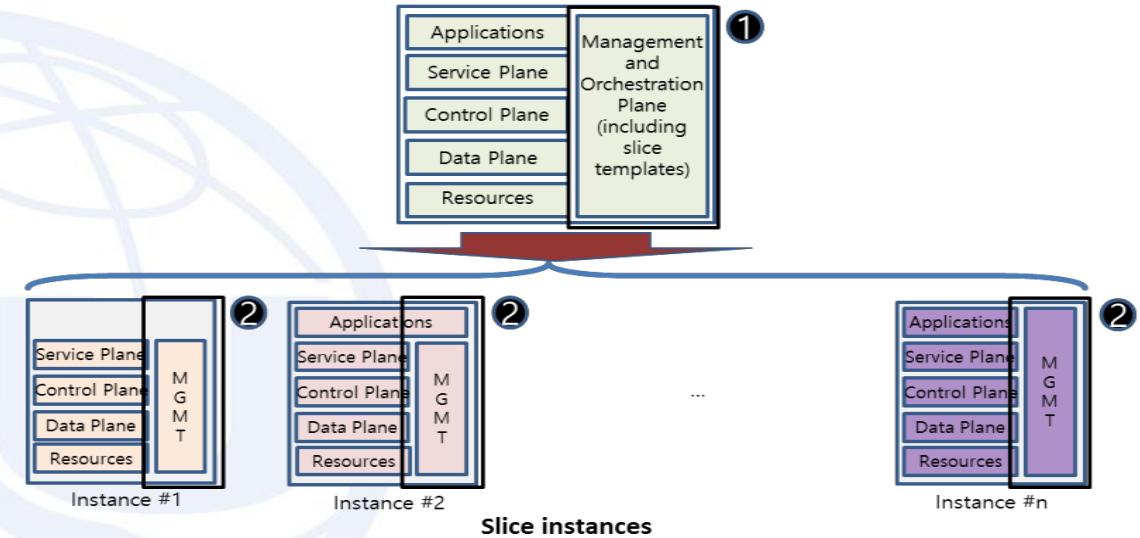 Applications
Service Plane
Control Plane
Data Plane
Resources
Management
and
Orchestration
Plane
(including
slice
templates)
1
Service Plane
Control Plane
Data Plane
Resources
M
G
M
T
2
Instance #1
Applications
Service Plane
Control Plane
Data Plane
Resources
M
G
M
T
2
Instance #2
...
Applications
Service Plane
Control Plane
Data Plane
Resources
M
G
M
T
2
Instance #n
Slice instances